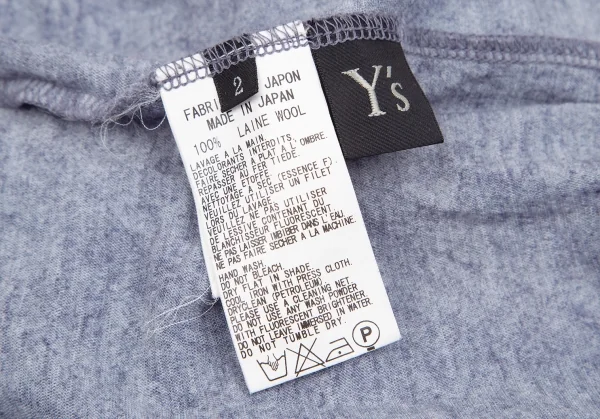 2
Y's
FABRI JAPON
MADE IN JAPAN
100% LAINE WOOL
LAVAGE A LA MAIN.
DECOLORANTS INTERDITS.
FAIRE SECHER A PLAT A L'OMBRE.
REPASSER AU FER TIEDE.
AVEC UNE ETOFFE.
NETTOYAGE A SEC (ESSENCE F).
VEUILLEZ UTILISER UN FILET
LORS DU LAVAGE.
NE PAS UTILISER
DE LESSIVE CONTENANT DU
BLANCHISSEUR FLUORESCENT.
NE PAS LAISSER IMBIBER DANS L'EAU.
NE PAS FAIRE SECHER A LA MACHINE.
HAND WASH.
DO NOT BLEACH.
DRY FLAT IN SHADE
COOL IRON WITH PRESS CLOTH.
DRYCLEAN (PETROLEUM)
PLEASE USE A CLEANING NET.
DO NOT USE ANY WASH POWDER
WITH FLUORESCENT BRIGHTENER.
DO NOT LEAVE IMMERSED IN WATER.
DO NOT TUMBLE DRY.
P